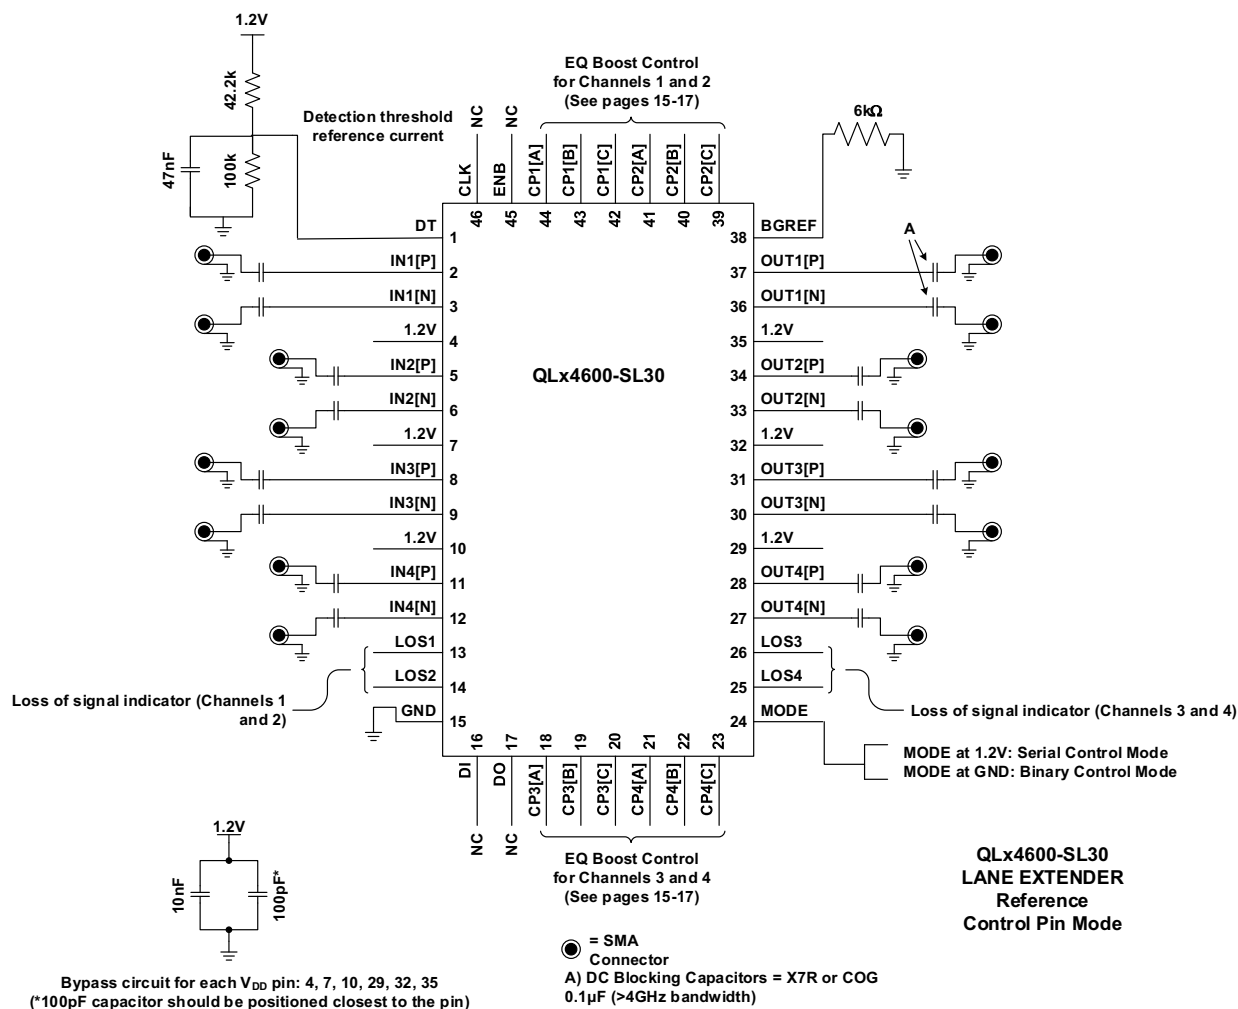 1.2V
42.2k
47nF
100k
Detection threshold
reference current
EQ Boost Control
for Channels 1 and 2
(See pages 15-17)
NC
NC
CLK
ENB
CP1[A]
CP1[B]
CP1[C]
CP2[A]
CP2[B]
CP2[C]
46
45
44
43
42
41
40
39
6kΩ
A
DT
1
IN1[P]
2
IN1[N]
3
1.2V
4
IN2[P]
5
IN2[N]
6
1.2V
7
IN3[P]
8
IN3[N]
9
1.2V
10
IN4[P]
11
IN4[N]
12
LOS1
13
LOS2
14
GND
15
QLx4600-SL30
38
BGREF
37
OUT1[P]
36
OUT1[N]
35
1.2V
34
OUT2[P]
33
OUT2[N]
32
1.2V
31
OUT3[P]
30
OUT3[N]
29
1.2V
28
OUT4[P]
27
OUT4[N]
26
LOS3
25
LOS4
24
MODE
Loss of signal indicator (Channels 1
and 2)
Loss of signal indicator (Channels 3 and 4)
MODE at 1.2V: Serial Control Mode
MODE at GND: Binary Control Mode
16
17
18
19
20
21
22
23
DI
DO
CP3[A]
CP3[B]
CP3[C]
CP4[A]
CP4[B]
CP4[C]
NC
NC
EQ Boost Control
for Channels 3 and 4
(See pages 15-17)
1.2V
10nF
100pF*
Bypass circuit for each VDD pin: 4, 7, 10, 29, 32, 35
(*100pF capacitor should be positioned closest to the pin)
= SMA
Connector
A) DC Blocking Capacitors = X7R or COG
0.1µF (>4GHz bandwidth)
QLx4600-SL30
LANE EXTENDER
Reference
Control Pin Mode